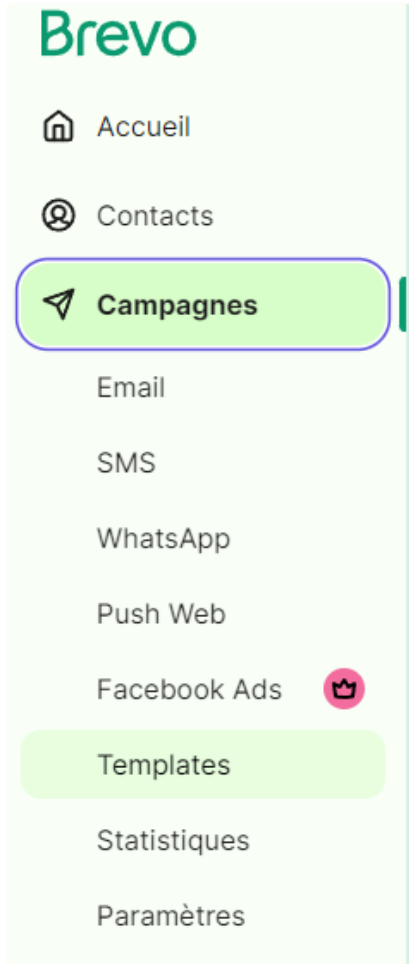 Brevo
Accueil
Contacts
Campagnes
Email
SMS
WhatsApp
Push Web
Facebook Ads
Templates
Statistiques
Paramètres